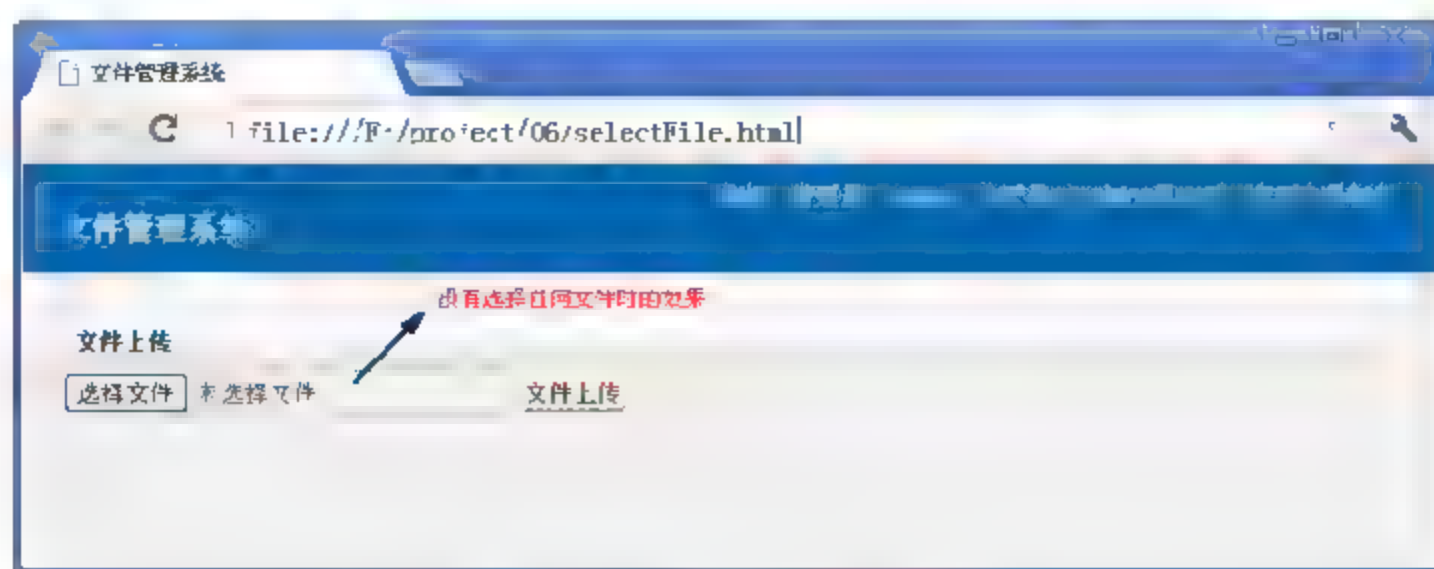 文件管理系统
file:///F:/project/06/selectFile.html
文件管理系统
没有选择任何文件时的效果
文件上传
选择文件 未选择文件 文件上传